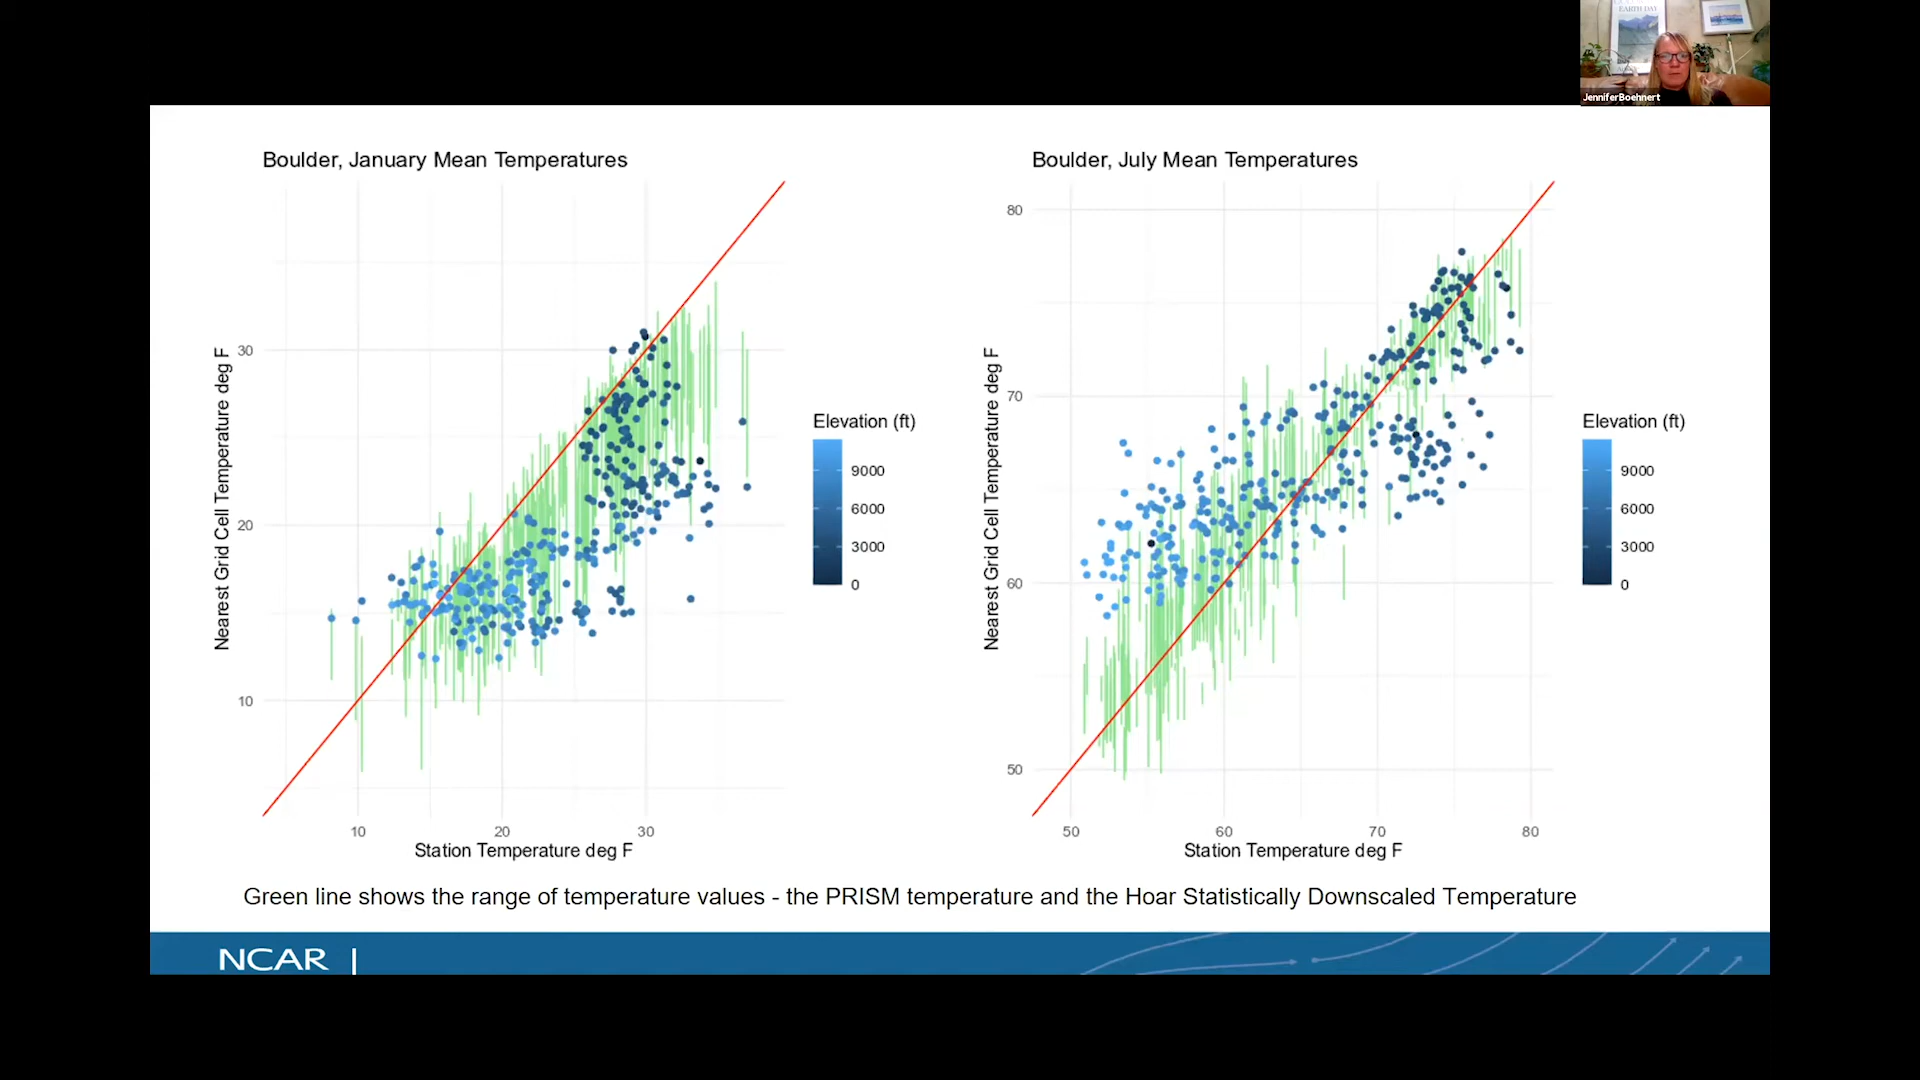 EARTH DAY
JenniferBoehnert
Boulder, January Mean Temperatures
Nearest Grid Cell Temperature deg F
30
20
10
10 20 30
Station Temperature deg F
Elevation (ft)
9000
6000
3000
0
Boulder, July Mean Temperatures
Nearest Grid Cell Temperature deg F
80
70
60
50
50 60 70 80
Station Temperature deg F
Elevation (ft)
9000
6000
3000
0
Green line shows the range of temperature values - the PRISM temperature and the Hoar Statistically Downscaled Temperature
NCAR |